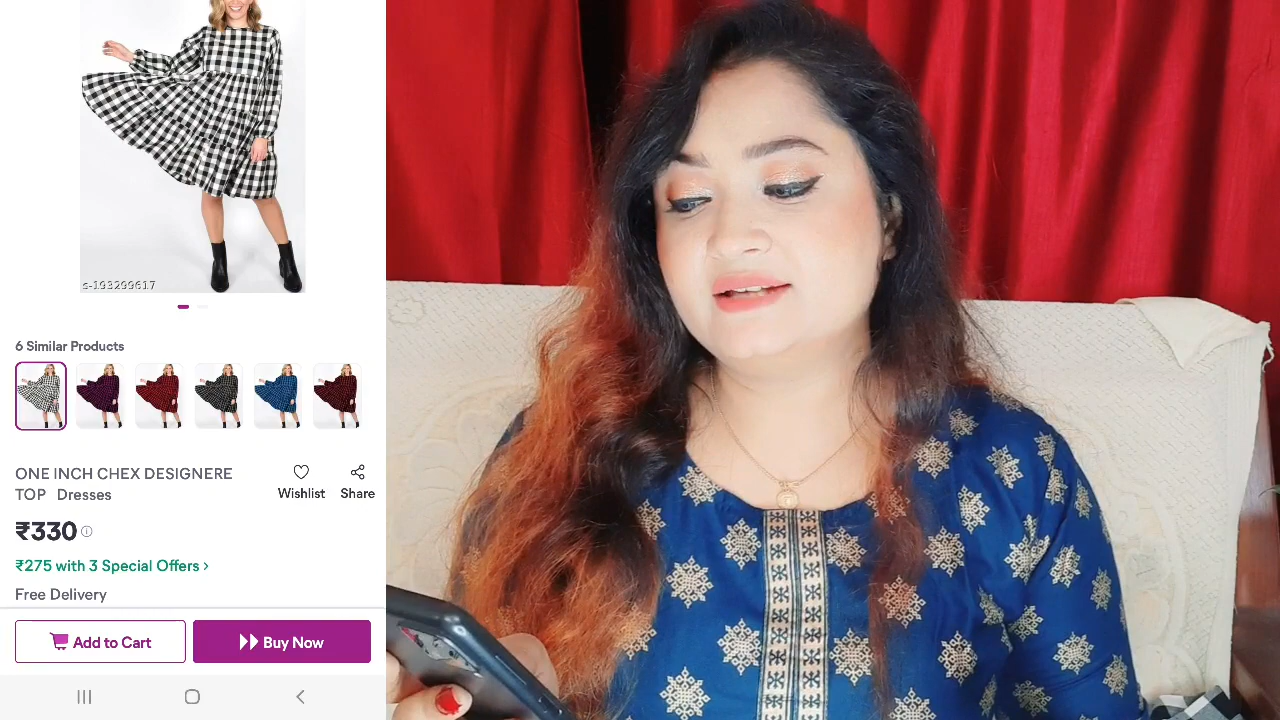 s-193299617
6 Similar Products
ONE INCH CHEX DESIGNERE
TOP Dresses
Wishlist
Share
₹330
₹275 with 3 Special Offers >
Free Delivery
Add to Cart
Buy Now